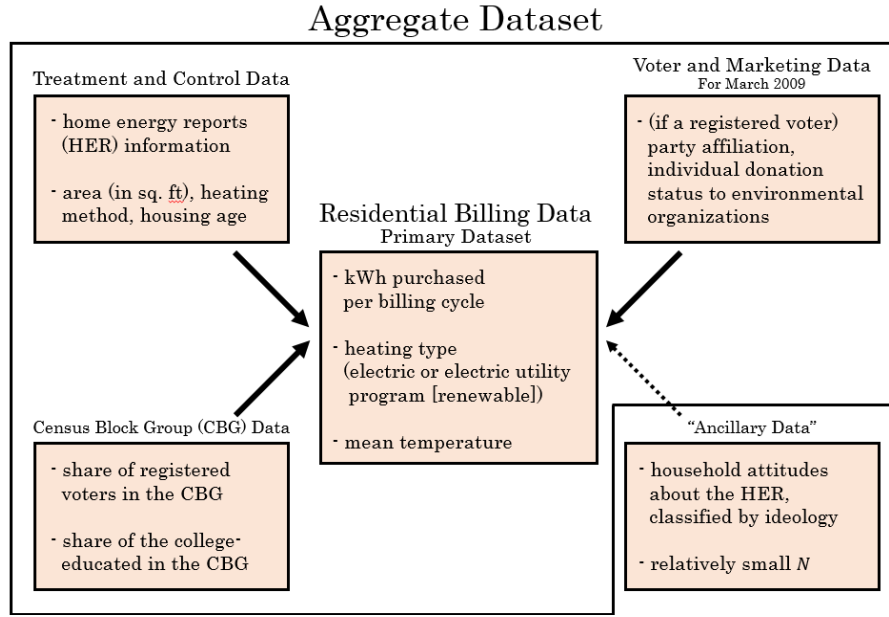 Aggregate Dataset
Treatment and Control Data
- home energy reports
(HER) information
- area (in sq. ft), heating
method, housing age
Voter and Marketing Data
For March 2009
- (if a registered voter)
party affiliation,
individual donation
status to environmental
organizations
Residential Billing Data
Primary Dataset
- kWh purchased
per billing cycle
- heating type
(electric or electric utility
program [renewable])
- mean temperature
Census Block Group (CBG) Data
- share of registered
voters in the CBG
- share of the college-
educated in the CBG
“Ancillary Data”
- household attitudes
about the HER,
classified by ideology
- relatively small N